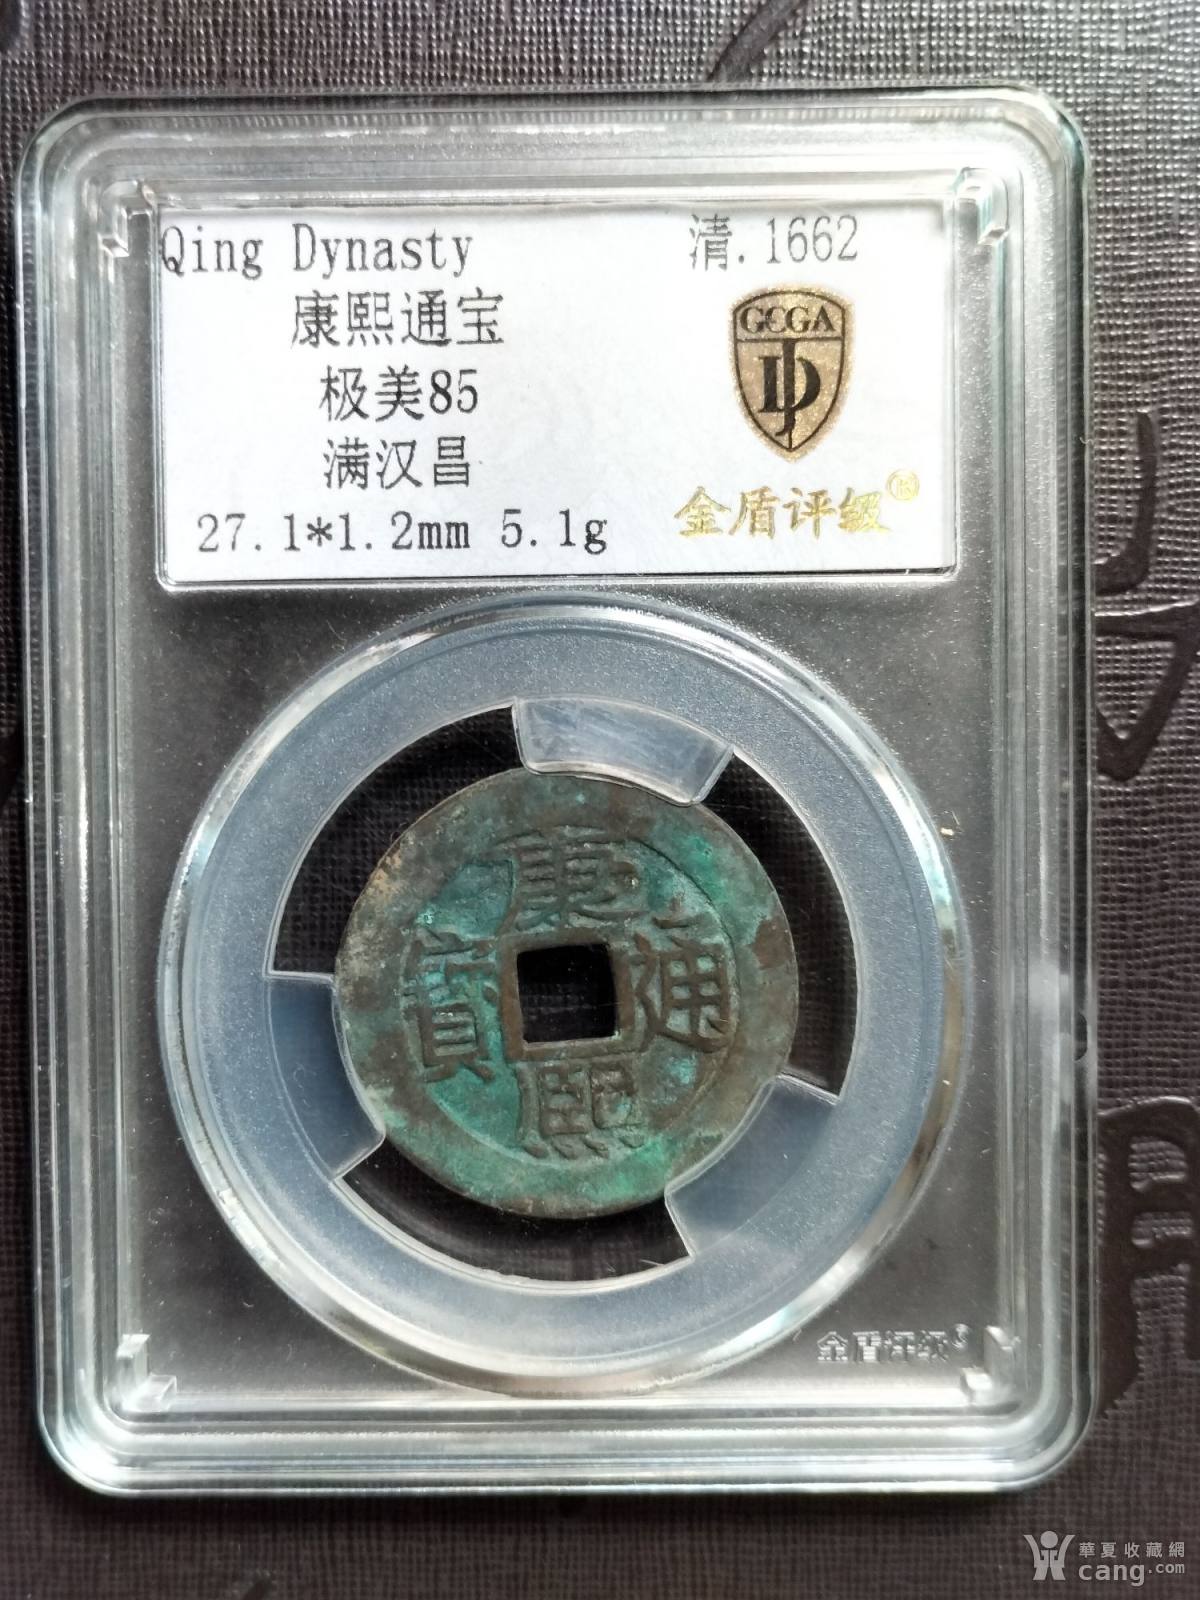 Qing Dynasty 清.1662
康熙通宝
极美85
满汉昌
27.1*1.2mm 5.1g
GCGA
JD
金盾评级®
康
寶 通
熙
金盾评级
華夏收藏網
cang.com